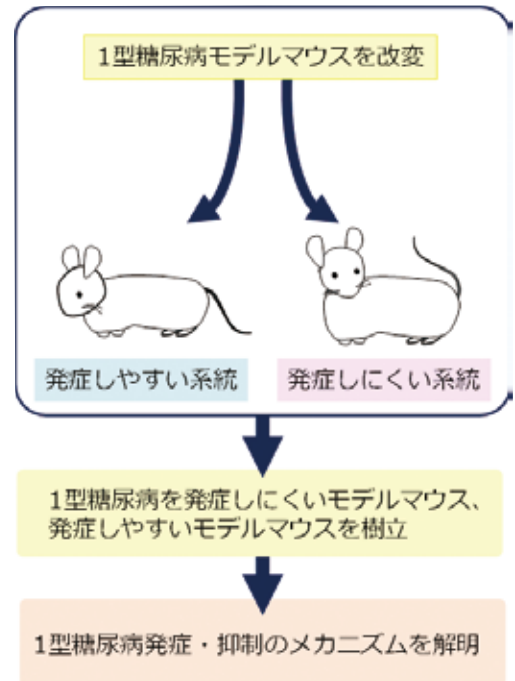 1型糖尿病モデルマウスを改変
発症しやすい系統
発症しにくい系統
1型糖尿病を発症しにくいモデルマウス、
発症しやすいモデルマウスを樹立
1型糖尿病発症・抑制のメカニズムを解明